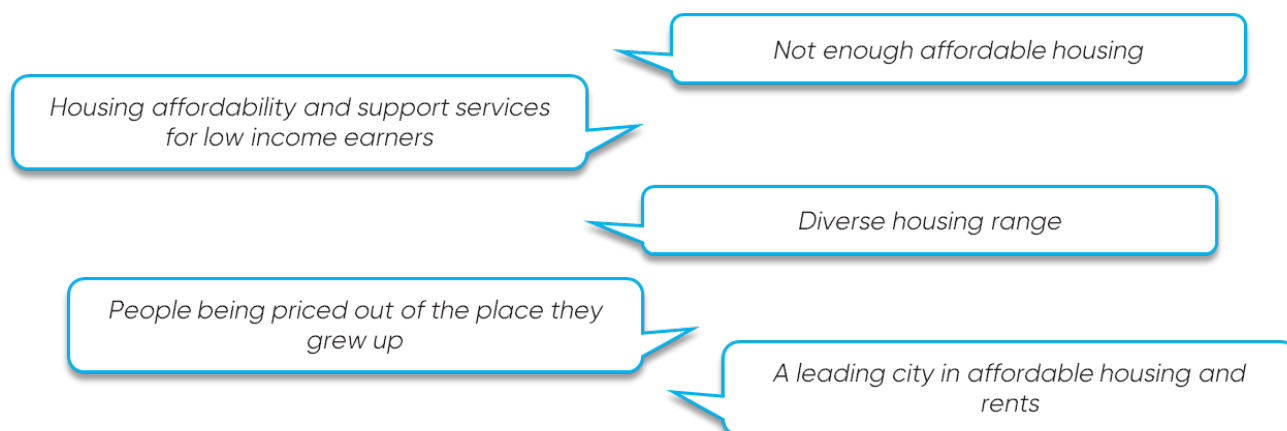 Not enough affordable housing
Housing affordability and support services
for low income earners
Diverse housing range
People being priced out of the place they
grew up
A leading city in affordable housing and
rents